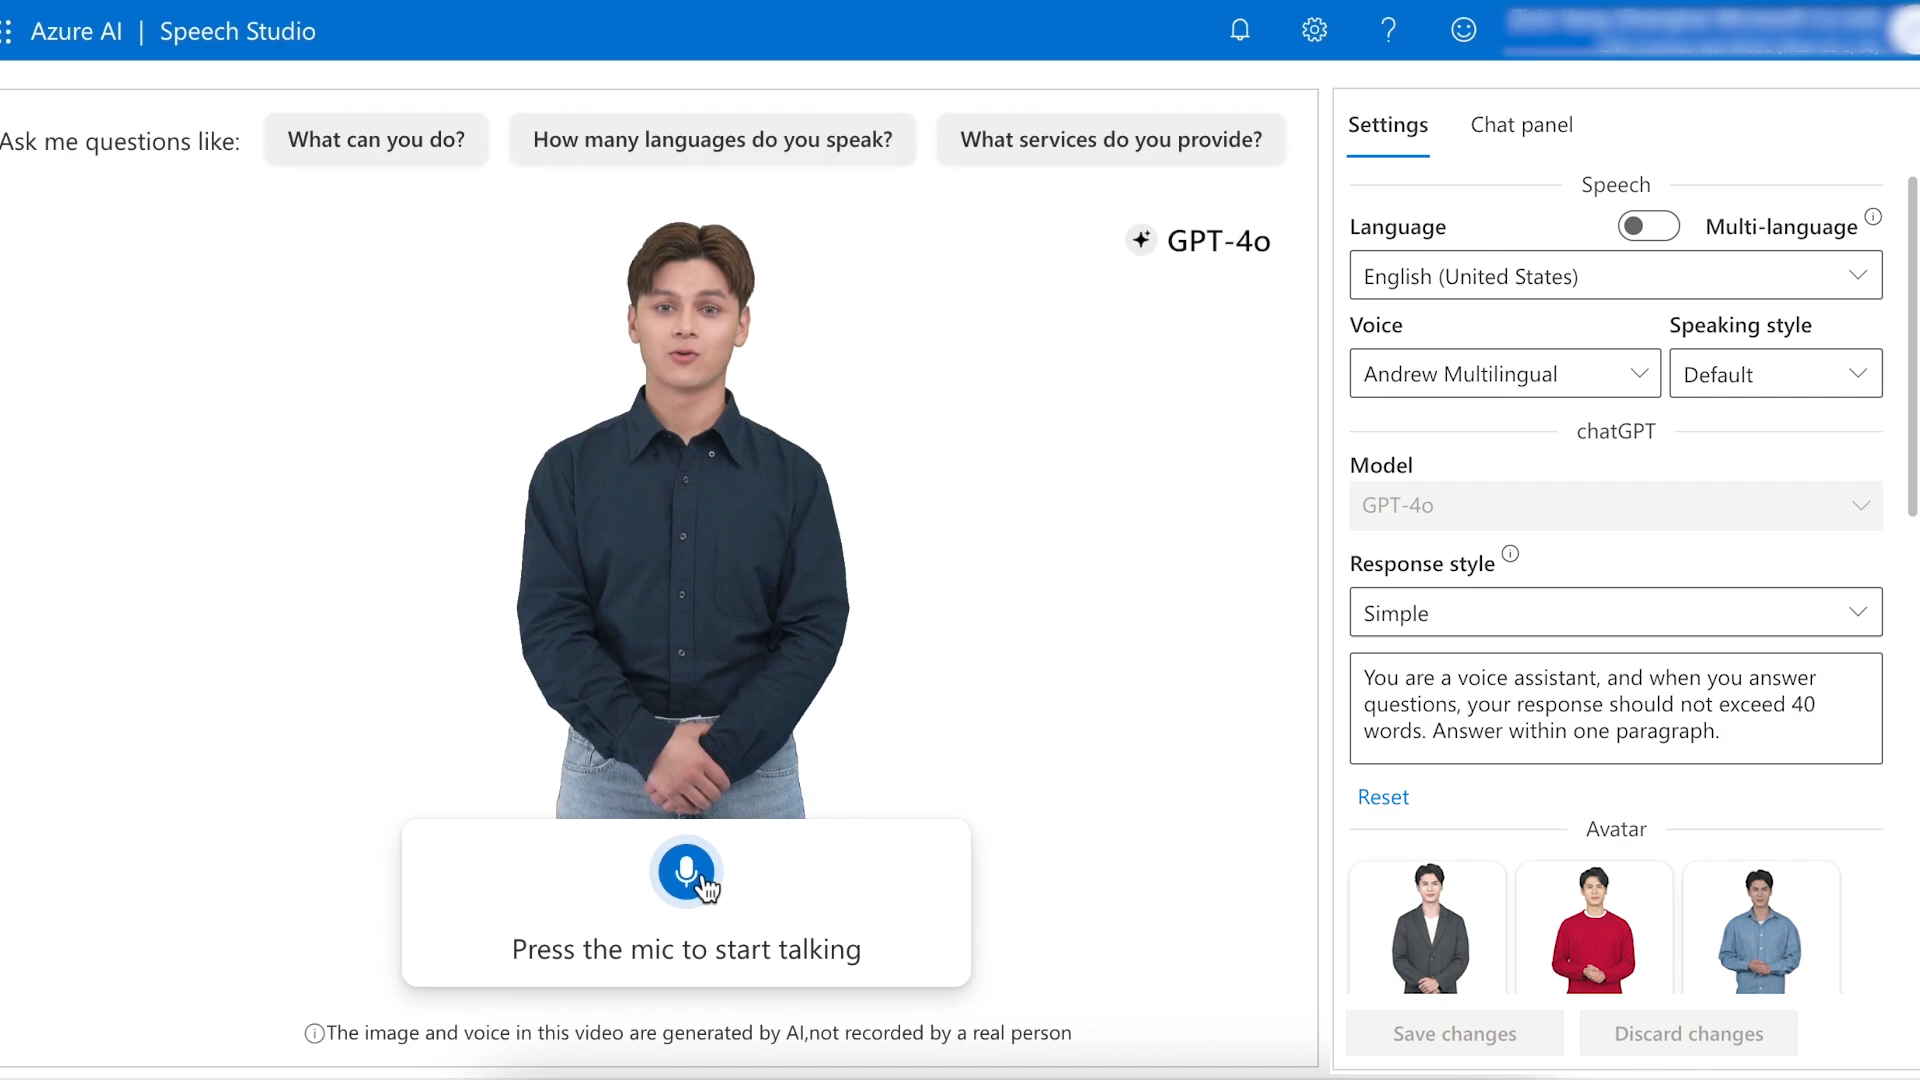 Azure AI | Speech Studio
Ask me questions like:
What can you do?
How many languages do you speak?
What services do you provide?
GPT-4o
Press the mic to start talking
The image and voice in this video are generated by AI,not recorded by a real person
Settings
Chat panel
Speech
Language
Multi-language
English (United States)
Voice
Speaking style
Andrew Multilingual
Default
chatGPT
Model
GPT-4o
Response style
Simple
You are a voice assistant, and when you answer
questions, your response should not exceed 40
words. Answer within one paragraph.
Reset
Avatar
Save changes
Discard changes